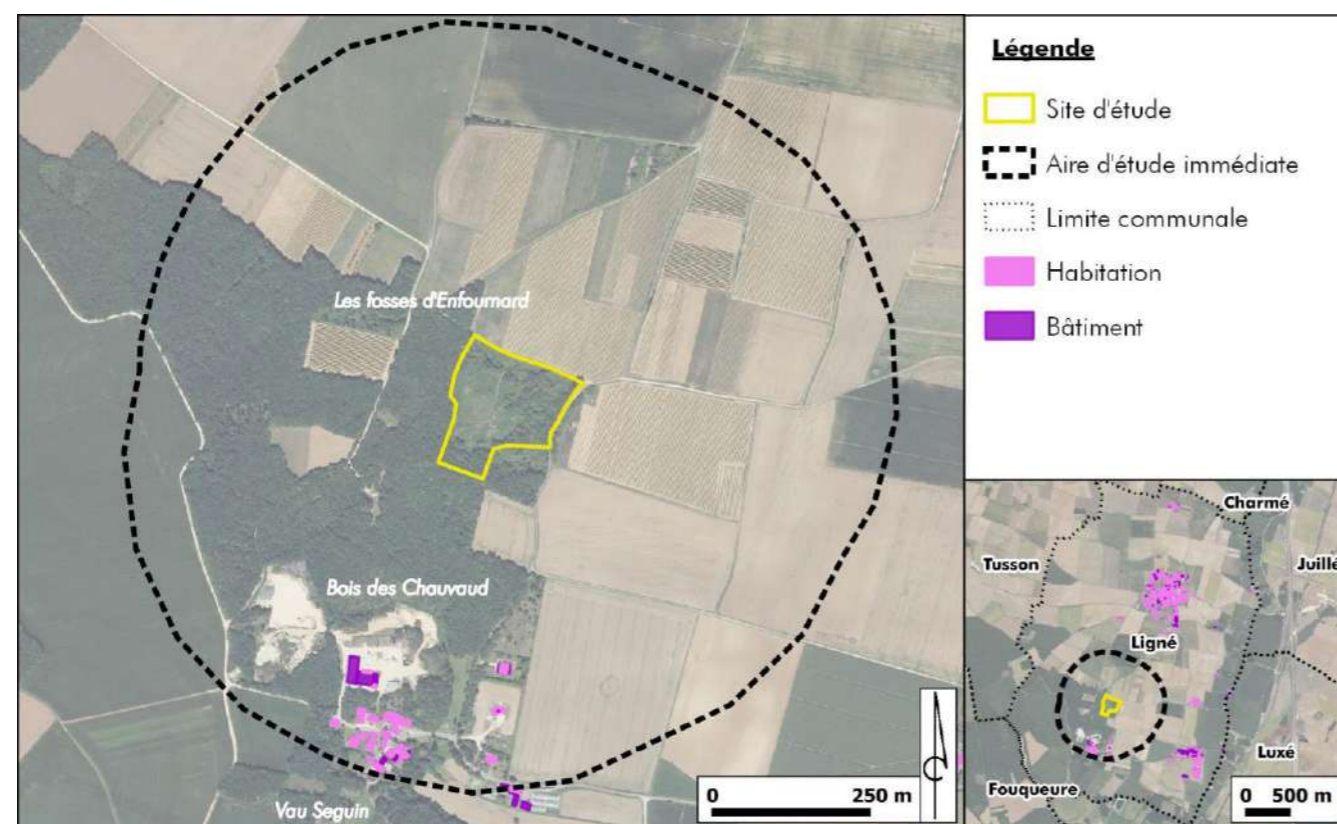 Les fosses d'Enfournard
Bois des Chauvaud
Vau Seguin
0 250 m
Légende
Site d'étude
Aire d'étude immédiate
Limite communale
Habitation
Bâtiment
Charmé
Tusson
Juillé
Ligné
Luxé
Fouqueure
0 500 m